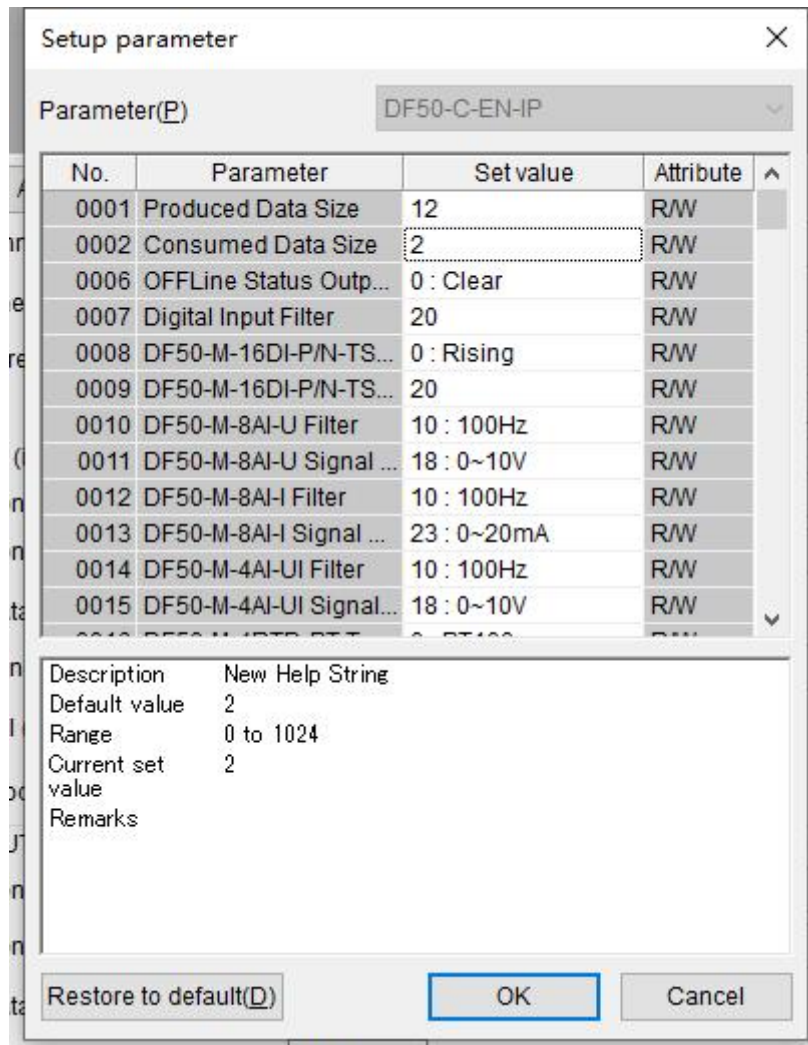 Setup parameter
Parameter(P) DF50-C-EN-IP
No. Parameter Set value Attribute
0001 Produced Data Size 12 R/W
0002 Consumed Data Size 2 R/W
0006 OFFLine Status Outp... 0 : Clear R/W
0007 Digital Input Filter 20 R/W
0008 DF50-M-16DI-P/N-TS... 0 : Rising R/W
0009 DF50-M-16DI-P/N-TS... 20 R/W
0010 DF50-M-8AI-U Filter 10 : 100Hz R/W
0011 DF50-M-8AI-U Signal ... 18 : 0~10V R/W
0012 DF50-M-8AI-I Filter 10 : 100Hz R/W
0013 DF50-M-8AI-I Signal ... 23 : 0~20mA R/W
0014 DF50-M-4AI-UI Filter 10 : 100Hz R/W
0015 DF50-M-4AI-UI Signal... 18 : 0~10V R/W
Description New Help String
Default value 2
Range 0 to 1024
Current set 2
value
Remarks
Restore to default(D) OK Cancel